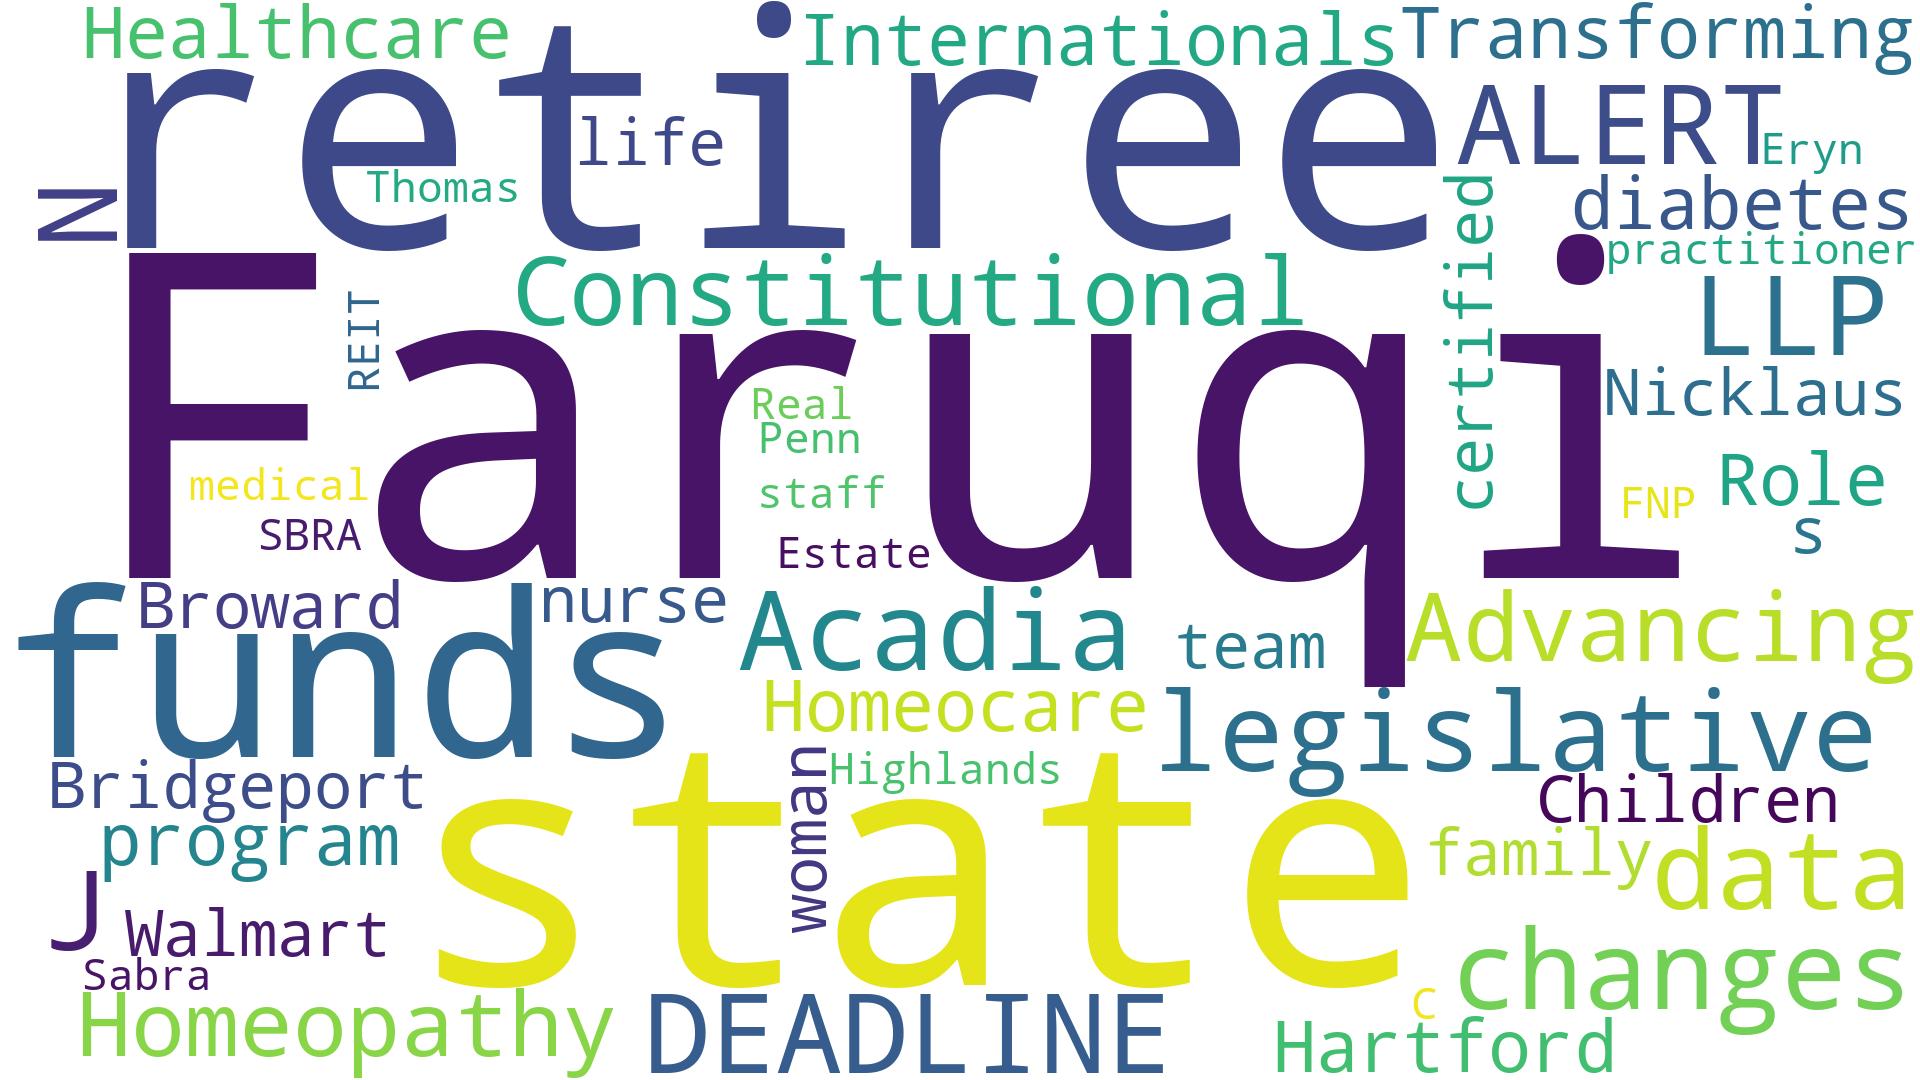 Healthcare
Internationals
Transforming
retiree
ALERT
life
Eryn
Thomas
diabetes
N
certified
practitioner
Constitutional
LLP
REIT
Faruqi
Nicklaus
Real
Penn
Role
medical
staff
FNP
SBRA
s
Estate
Broward
nurse
Acadia
team
Advancing
funds
Homeocare
legislative
Highlands
Bridgeport
woman
Children
program
state
family
data
J
Walmart
Sabra
changes
c
Homeopathy
DEADLINE
Hartford